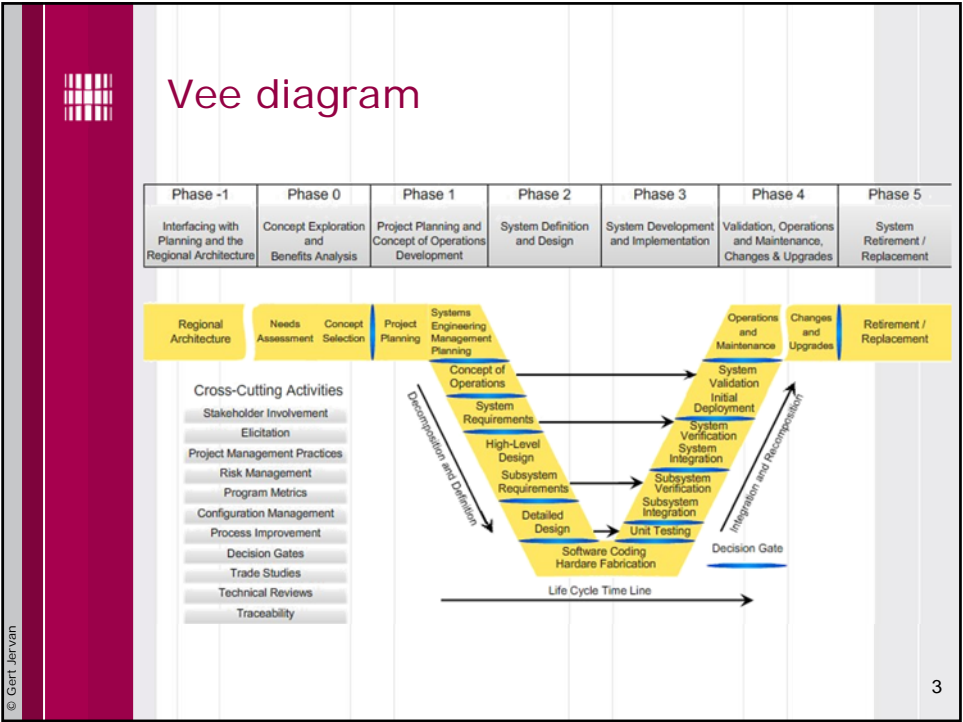 Vee diagram
Phase -1
Phase 0
Phase 1
Phase 2
Phase 3
Phase 4
Phase 5
Interfacing with
Planning and the
Regional Architecture
Concept Exploration
and
Benefits Analysis
Project Planning and
Concept of Operations
Development
System Definition
and Design
System Development
and Implementation
Validation, Operations
and Maintenance,
Changes & Upgrades
System
Retirement /
Replacement
Regional
Architecture
Needs
Assessment
Concept
Selection
Project
Planning
Systems
Engineering
Management
Planning
Operations
and
Maintenance
Changes
and
Upgrades
Retirement /
Replacement
Concept of
Operations
System
Requirements
High-Level
Design
Subsystem
Requirements
Detailed
Design
Software Coding
Hardare Fabrication
System
Validation
Initial
Deployment
System
Verification
System
Integration
Subsystem
Verification
Subsystem
Integration
Unit Testing
Decomposition and Definition
Integration and Recomposition
Decision Gate
Life Cycle Time Line
Cross-Cutting Activities
Stakeholder Involvement
Elicitation
Project Management Practices
Risk Management
Program Metrics
Configuration Management
Process Improvement
Decision Gates
Trade Studies
Technical Reviews
Traceability
© Gert Jervan
3